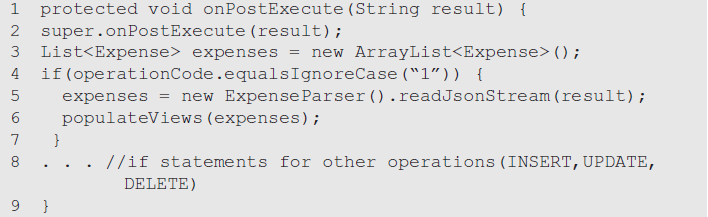 1 protected void onPostExecute(String result) {
2 super.onPostExecute(result);
3 List<Expense> expenses = new ArrayList<Expense>();
4 if(operationCode.equalsIgnoreCase(“1”)) {
5 expenses = new ExpenseParser().readJsonStream(result);
6 populateViews(expenses);
7 }
8 . . . //if statements for other operations(INSERT,UPDATE,
DELETE)
9 }